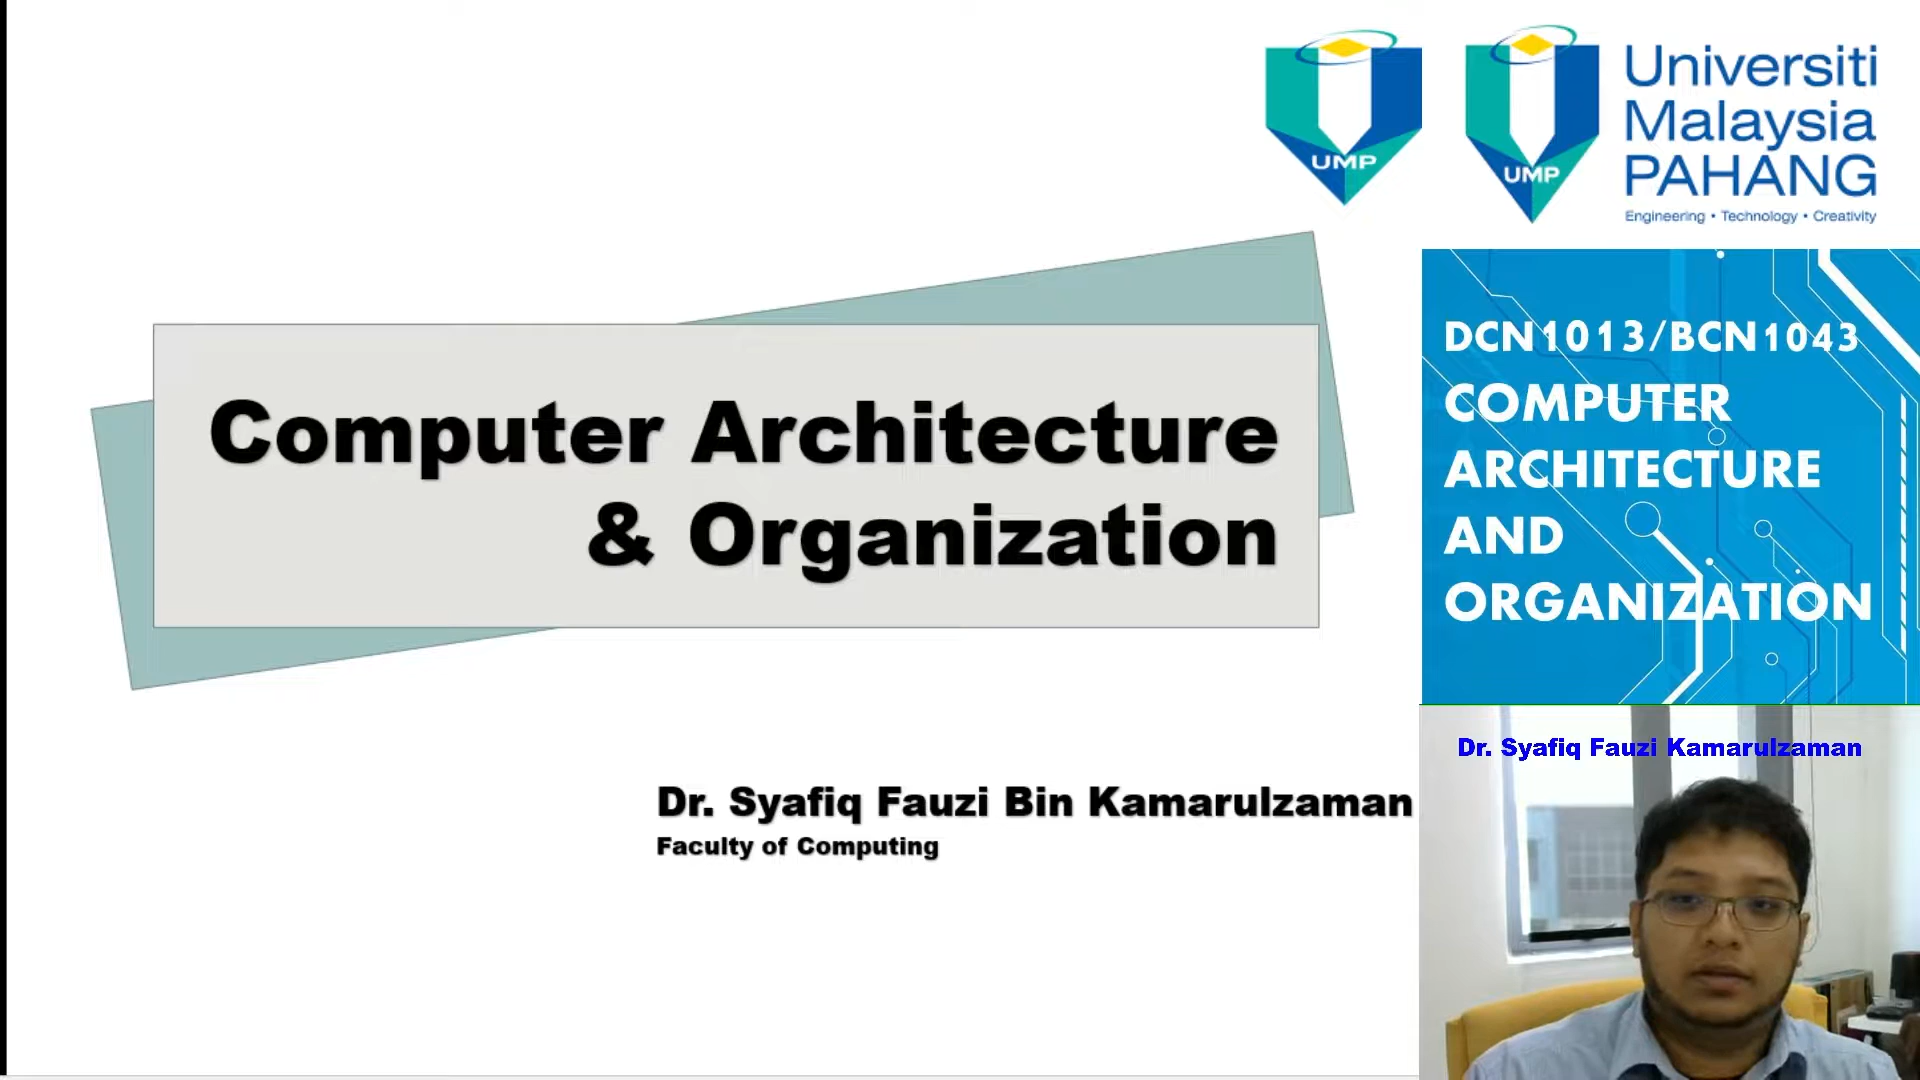 UMP
UMP
Universiti
Malaysia
PAHANG
Engineering • Technology • Creativity
Computer Architecture
& Organization
Dr. Syafiq Fauzi Bin Kamarulzaman
Faculty of Computing
DCN1013/BCN1043
COMPUTER
ARCHITECTURE
AND
ORGANIZATION
Dr. Syafiq Fauzi Kamarulzaman